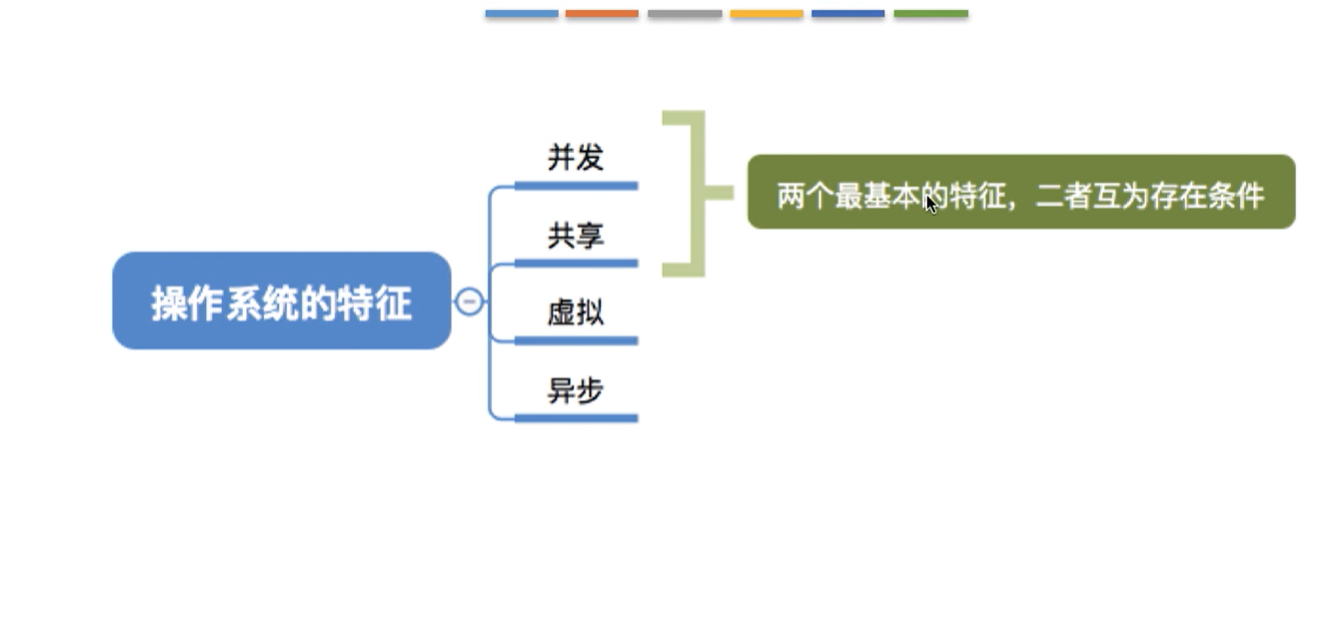 并发
两个最基本的特征，二者互为存在条件
共享
操作系统的特征
虚拟
异步